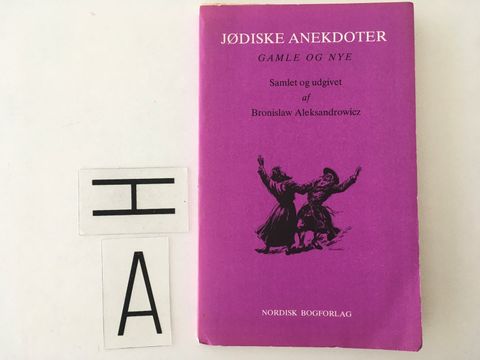 JØDISKE ANEKDOTER
GAMLE OG NYE
Samlet og udgivet
af
Bronislaw Aleksandrowicz
NORDISK BOGFORLAG
H
A